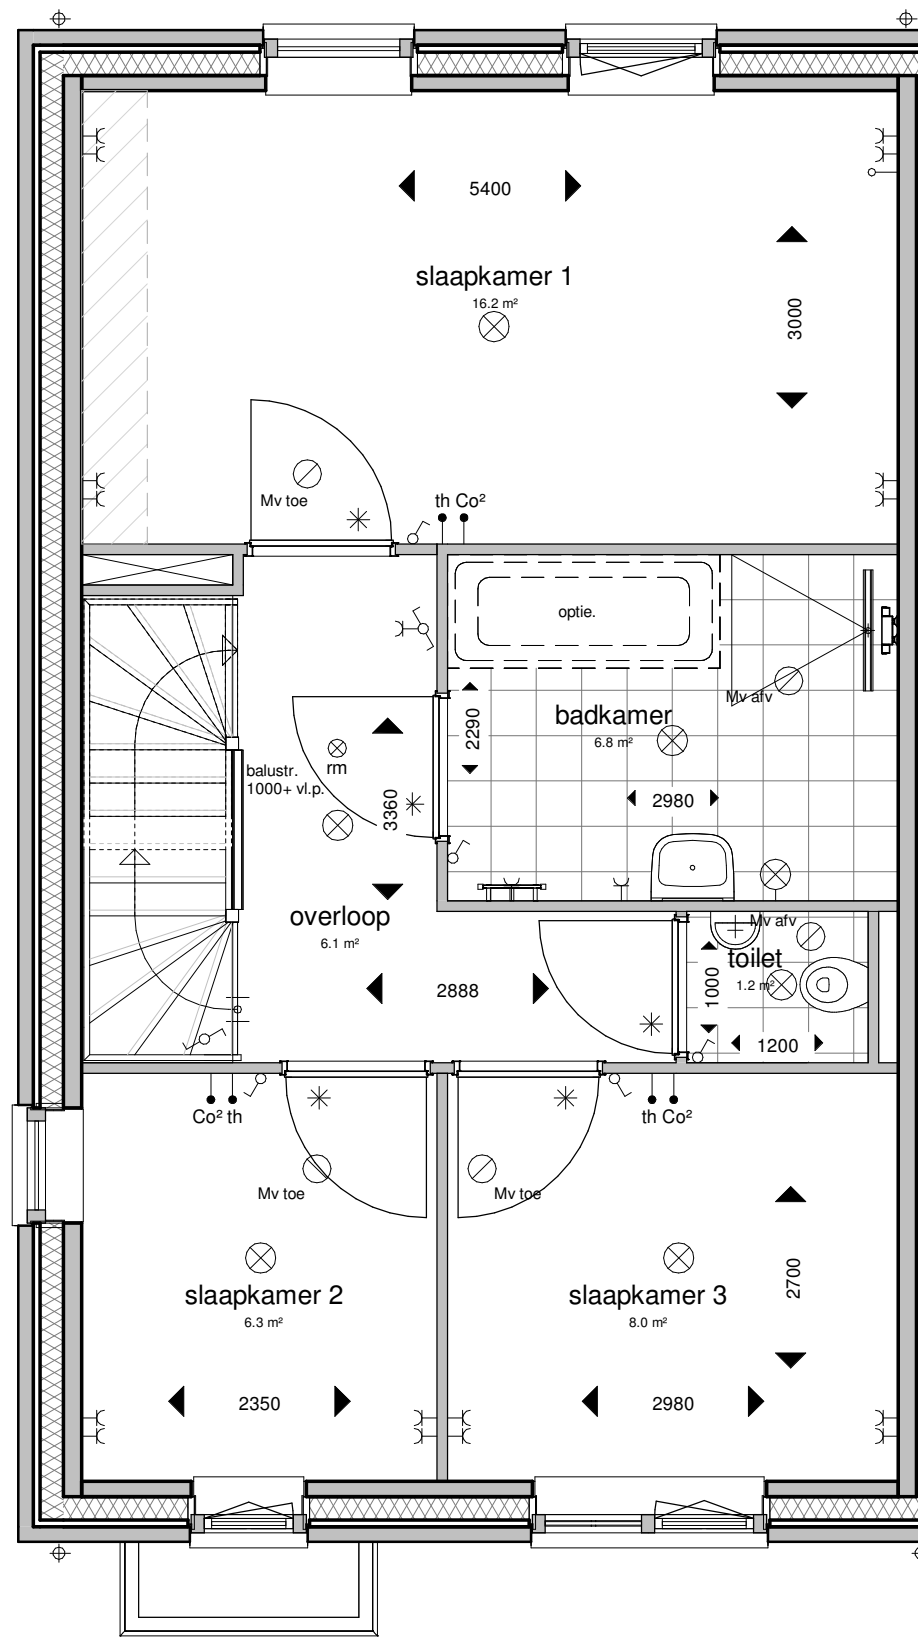 5400
slaapkamer 1
16.2 m²
3000
Mv toe
th Co²
optie.
Mv afv
2290
badkamer
6.8 m²
balustr.
1000+ vl.p.
rm
3360
2980
overloop
6.1 m²
Mv afv
toilet
1.2 m²
1000
2888
1200
Co² th
th Co²
Mv toe
Mv toe
2700
slaapkamer 2
6.3 m²
slaapkamer 3
8.0 m²
2350
2980